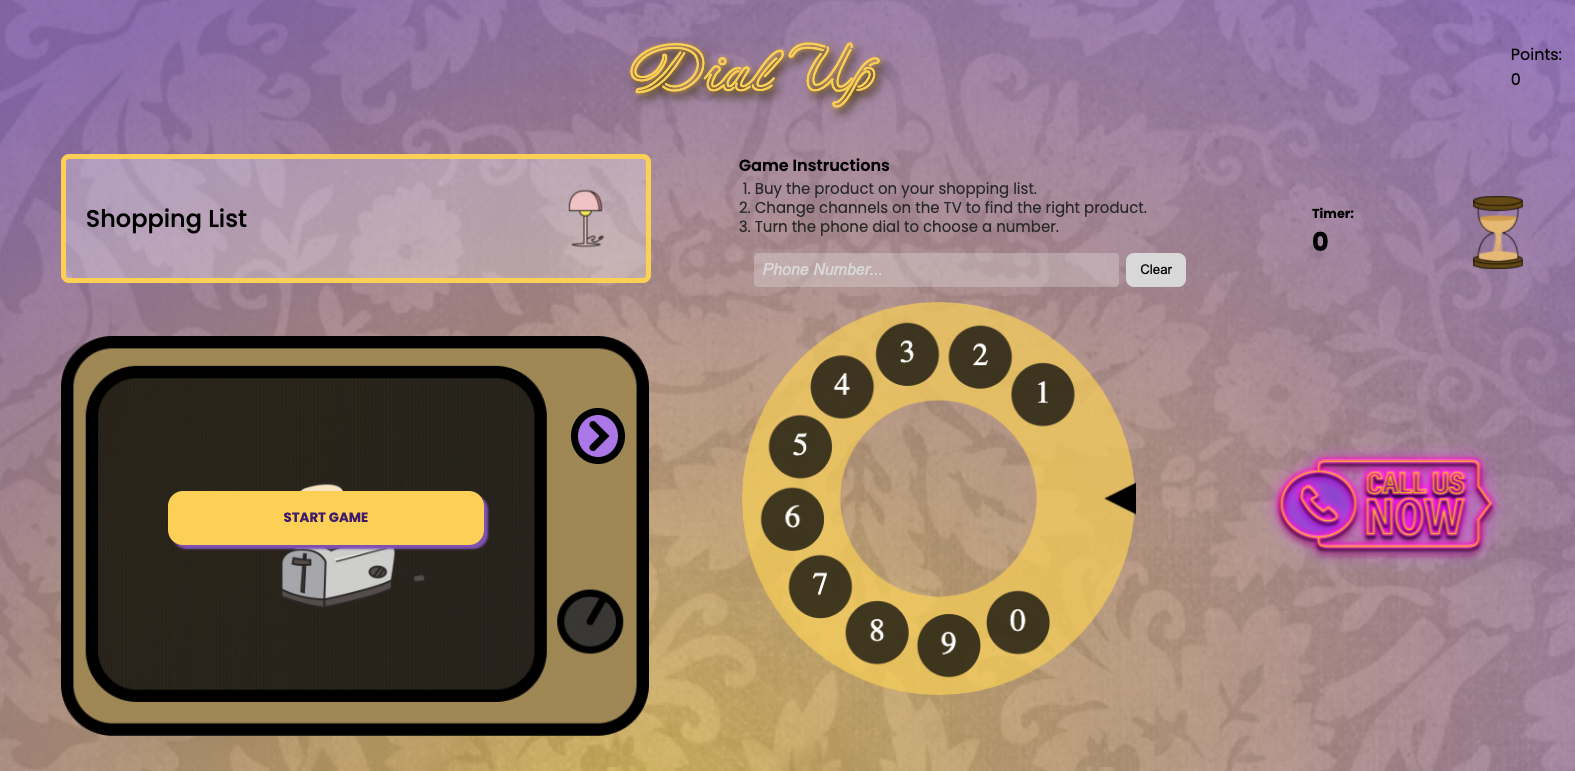 Dial Up
Points:
0
Shopping List
Game Instructions
1. Buy the product on your shopping list.
2. Change channels on the TV to find the right product.
3. Turn the phone dial to choose a number.
Timer:
0
Phone Number...
Clear
START GAME
3
2
4
1
5
6
7
8
9
0
CALL US
NOW